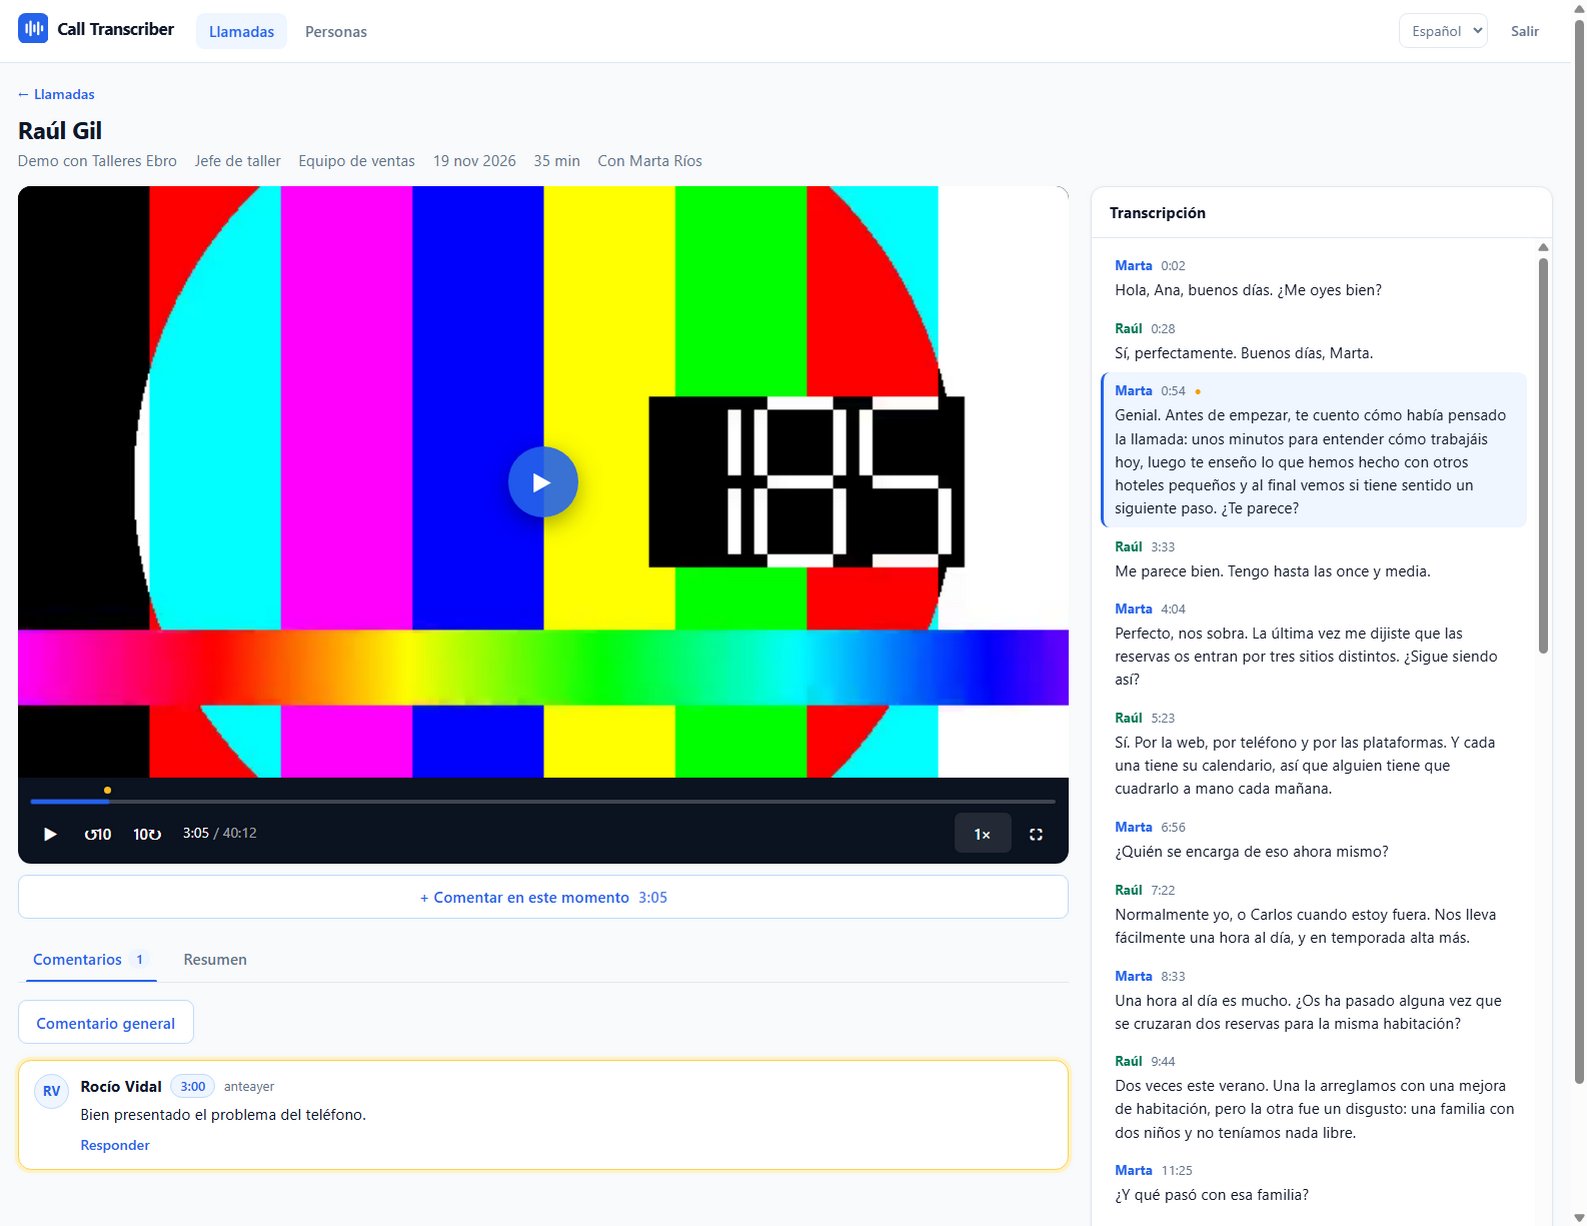 Call Transcriber
Llamadas
Personas
Español
Salir
← Llamadas
Raúl Gil
Demo con Talleres Ebro Jefe de taller Equipo de ventas 19 nov 2026 35 min Con Marta Ríos
185
3:05 / 40:12
↺10
10↻
1×
+ Comentar en este momento 3:05
Comentarios 1
Resumen
Comentario general
RV
Rocío Vidal 3:00 anteayer
Bien presentado el problema del teléfono.
Responder
Transcripción
Marta 0:02
Hola, Ana, buenos días. ¿Me oyes bien?
Raúl 0:28
Sí, perfectamente. Buenos días, Marta.
Marta 0:54
Genial. Antes de empezar, te cuento cómo había pensado
la llamada: unos minutos para entender cómo trabajáis
hoy, luego te enseño lo que hemos hecho con otros
hoteles pequeños y al final vemos si tiene sentido un
siguiente paso. ¿Te parece?
Raúl 3:33
Me parece bien. Tengo hasta las once y media.
Marta 4:04
Perfecto, nos sobra. La última vez me dijiste que las
reservas os entran por tres sitios distintos. ¿Sigue siendo
así?
Raúl 5:23
Sí. Por la web, por teléfono y por las plataformas. Y cada
una tiene su calendario, así que alguien tiene que
cuadrarlo a mano cada mañana.
Marta 6:56
¿Quién se encarga de eso ahora mismo?
Raúl 7:22
Normalmente yo, o Carlos cuando estoy fuera. Nos lleva
fácilmente una hora al día, y en temporada alta más.
Marta 8:33
Una hora al día es mucho. ¿Os ha pasado alguna vez que
se cruzaran dos reservas para la misma habitación?
Raúl 9:44
Dos veces este verano. Una la arreglamos con una mejora
de habitación, pero la otra fue un disgusto: una familia con
dos niños y no teníamos nada libre.
Marta 11:25
¿Y qué pasó con esa familia?